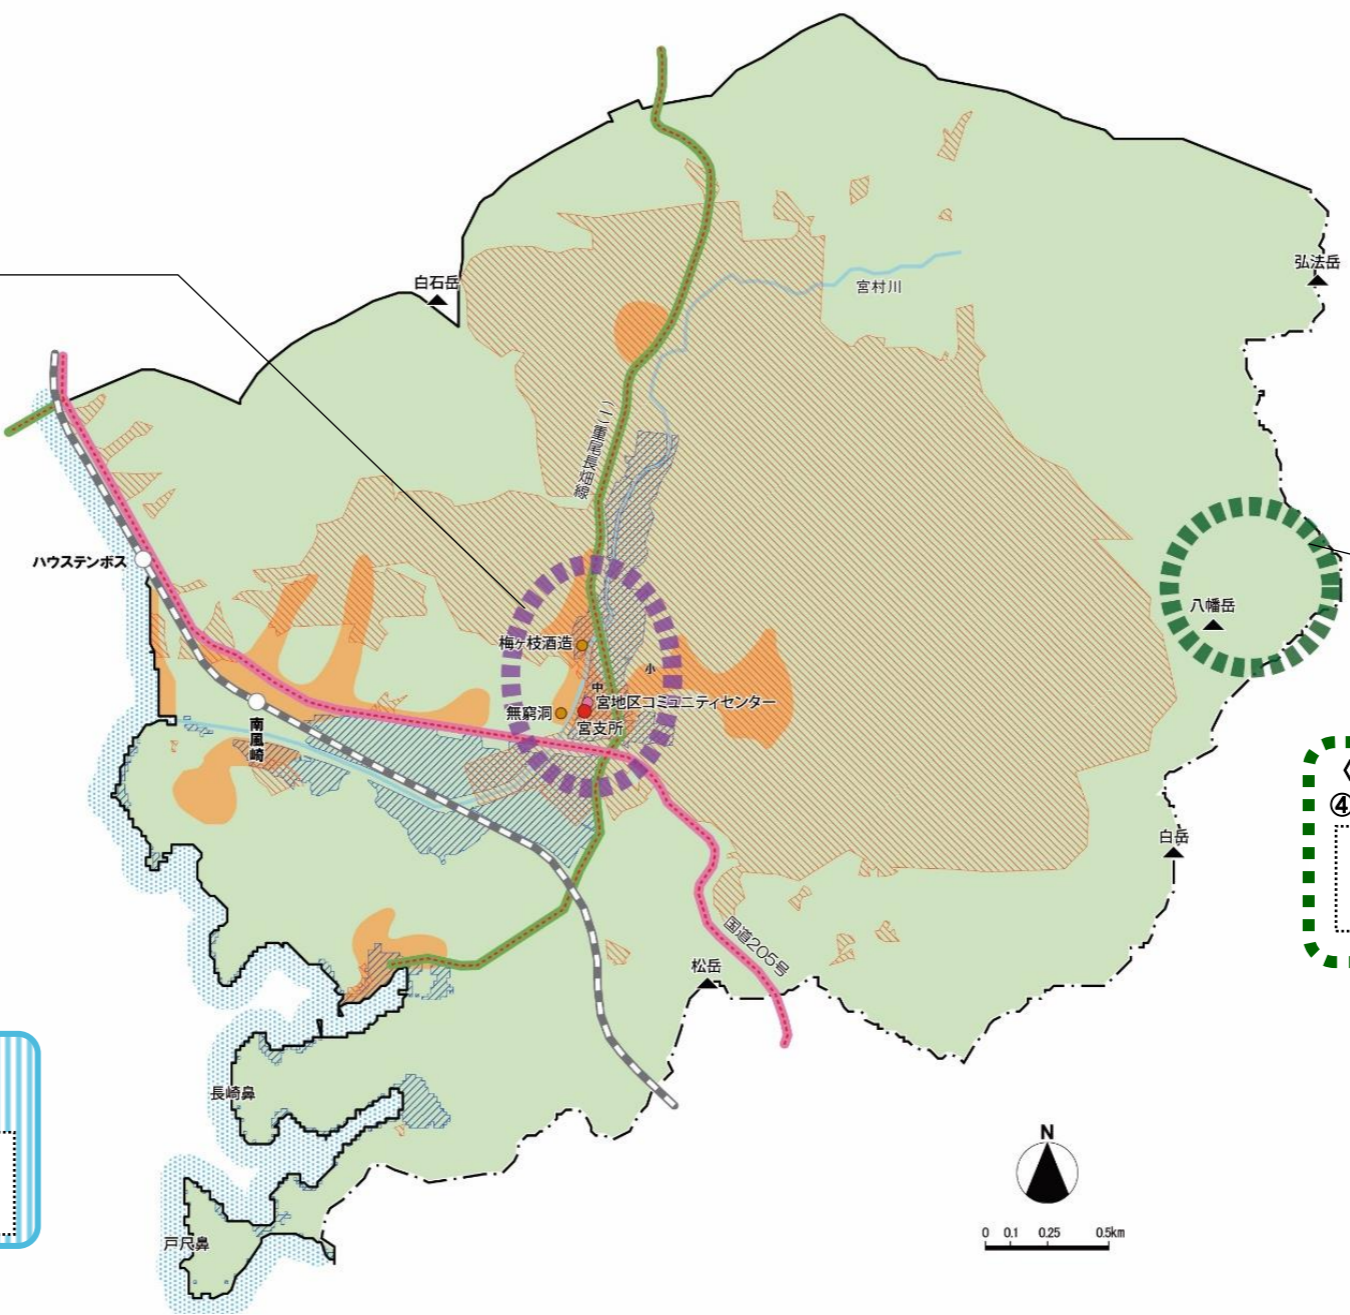 弘法岳
白石岳
宮村川
(一)重尾長畑線
ハウステンボス
八幡岳
梅ヶ枝酒造
小
中
宮地区コミュニティセンター
無窮洞
宮支所
南風崎
〈
④
白岳
国道205号
松岳
長崎鼻
戸尺鼻
N
0 0.1 0.25 0.5km